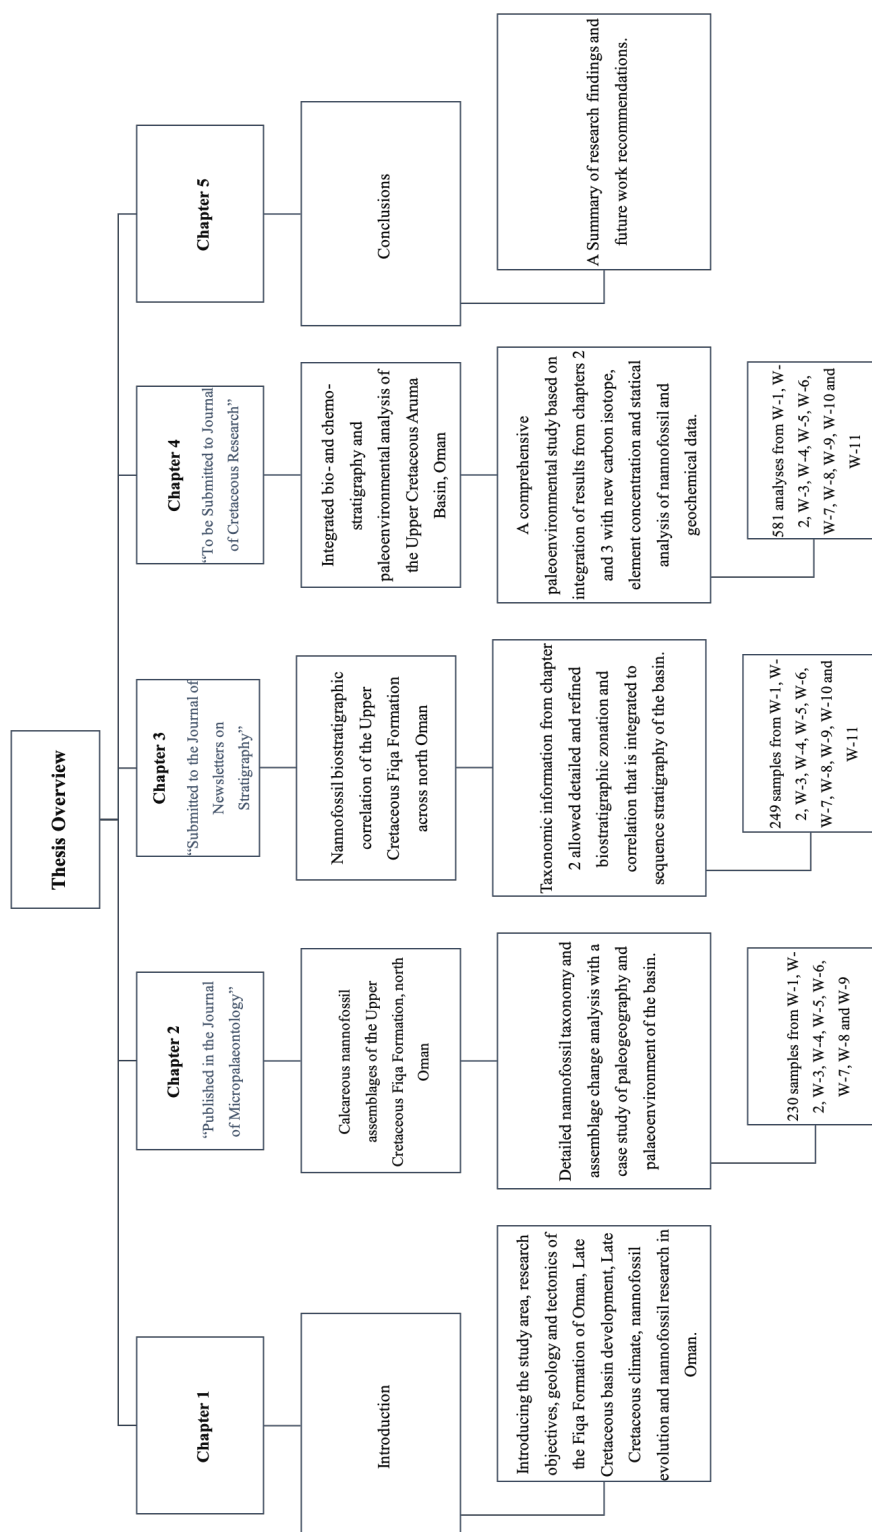 Thesis Overview
Chapter 1
Introduction
Introducing the study area, research
objectives, geology and tectonics of
the Fiqa Formation of Oman, Late
Cretaceous basin development, Late
Cretaceous climate, nannofossil
evolution and nannofossil research in
Oman.
Chapter 2
“Published in the Journal
of Micropalaeontology”
Calcareous nannofossil
assemblages of the Upper
Cretaceous Fiqa Formation, north
Oman
Detailed nannofossil taxonomy and
assemblage change analysis with a
case study of paleogeography and
palaeoenvironment of the basin.
230 samples from W-1, W-
2, W-3, W-4, W-5, W-6,
W-7, W-8 and W-9
Chapter 3
“Submitted to the Journal of
Newsletters on
Stratigraphy”
Nannofossil biostratigraphic
correlation of the Upper
Cretaceous Fiqa Formation
across north Oman
Taxonomic information from chapter
2 allowed detailed and refined
biostratigraphic zonation and
correlation that is integrated to
sequence stratigraphy of the basin.
249 samples from W-1, W-
2, W-3, W-4, W-5, W-6,
W-7, W-8, W-9, W-10 and
W-11
Chapter 4
“To be Submitted to Journal
of Cretaceous Research”
Integrated bio- and chemo-
stratigraphy and
paleoenvironmental analysis of
the Upper Cretaceous Aruma
Basin, Oman
A comprehensive
paleoenvironmental study based on
integration of results from chapters 2
and 3 with new carbon isotope,
element concentration and statical
analysis of nannofossil and
geochemical data.
581 analyses from W-1, W-
2, W-3, W-4, W-5, W-6,
W-7, W-8, W-9, W-10 and
W-11
Chapter 5
Conclusions
A Summary of research findings and
future work recommendations.